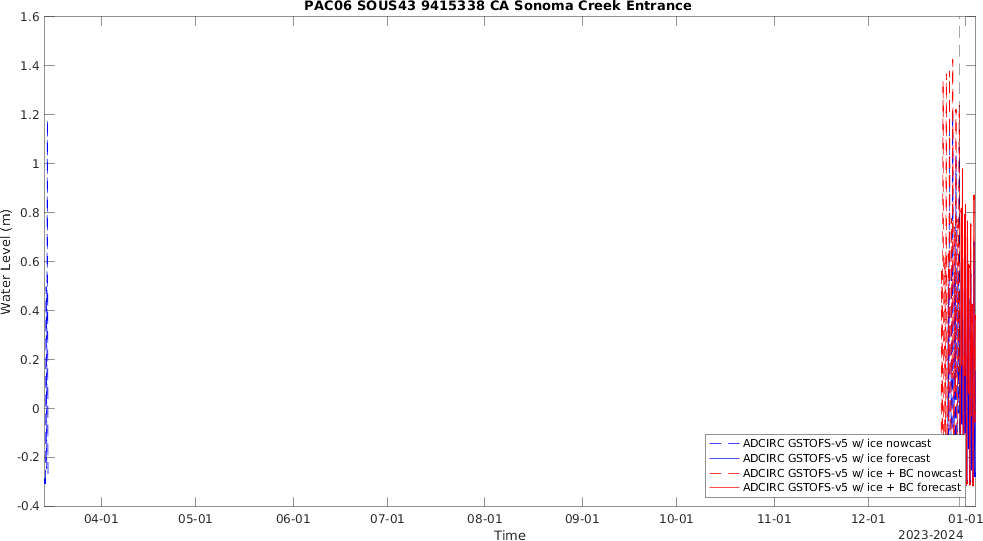 PAC06 SOUS43 9415338 CA Sonoma Creek Entrance
1.6
1.4
1.2
1
0.8
0.6
0.4
0.2
0
-0.2
-0.4
Water Level (m)
04-01 05-01 06-01 07-01 08-01 09-01 10-01 11-01 12-01 01-01
Time
2023-2024
ADCIRC GSTOFS-v5 w/ ice nowcast
ADCIRC GSTOFS-v5 w/ ice forecast
ADCIRC GSTOFS-v5 w/ ice + BC nowcast
ADCIRC GSTOFS-v5 w/ ice + BC forecast